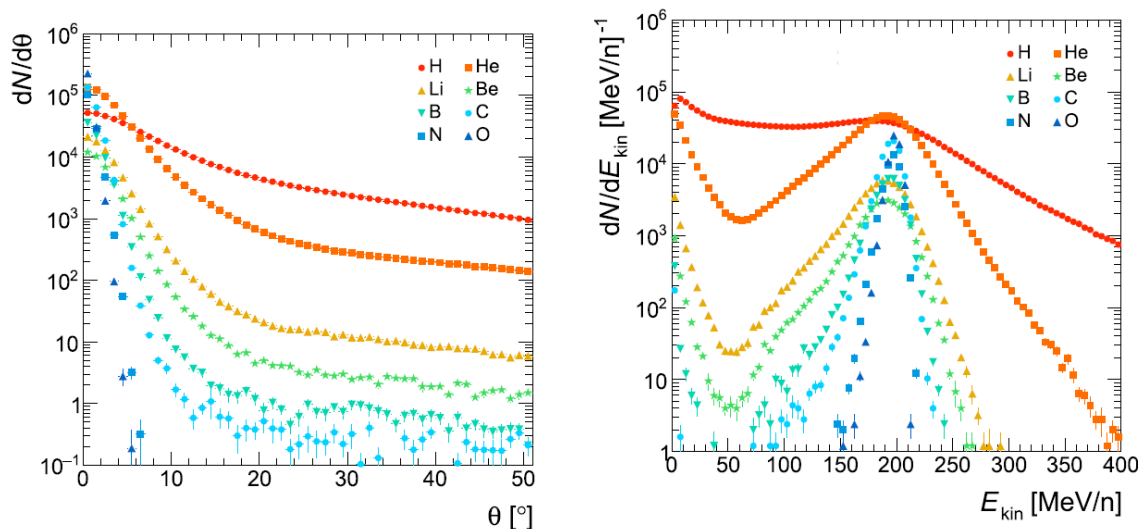 dN/dθ
10⁶
10⁵
10⁴
10³
10²
10
1
10⁻¹
H He
Li Be
B C
N O
0 10 20 30 40 50
θ [°]
dN/dE_kin [MeV/n]⁻¹
10⁶
10⁵
10⁴
10³
10²
10
1
H He
Li Be
B C
N O
0 50 100 150 200 250 300 350 400
E_kin [MeV/n]